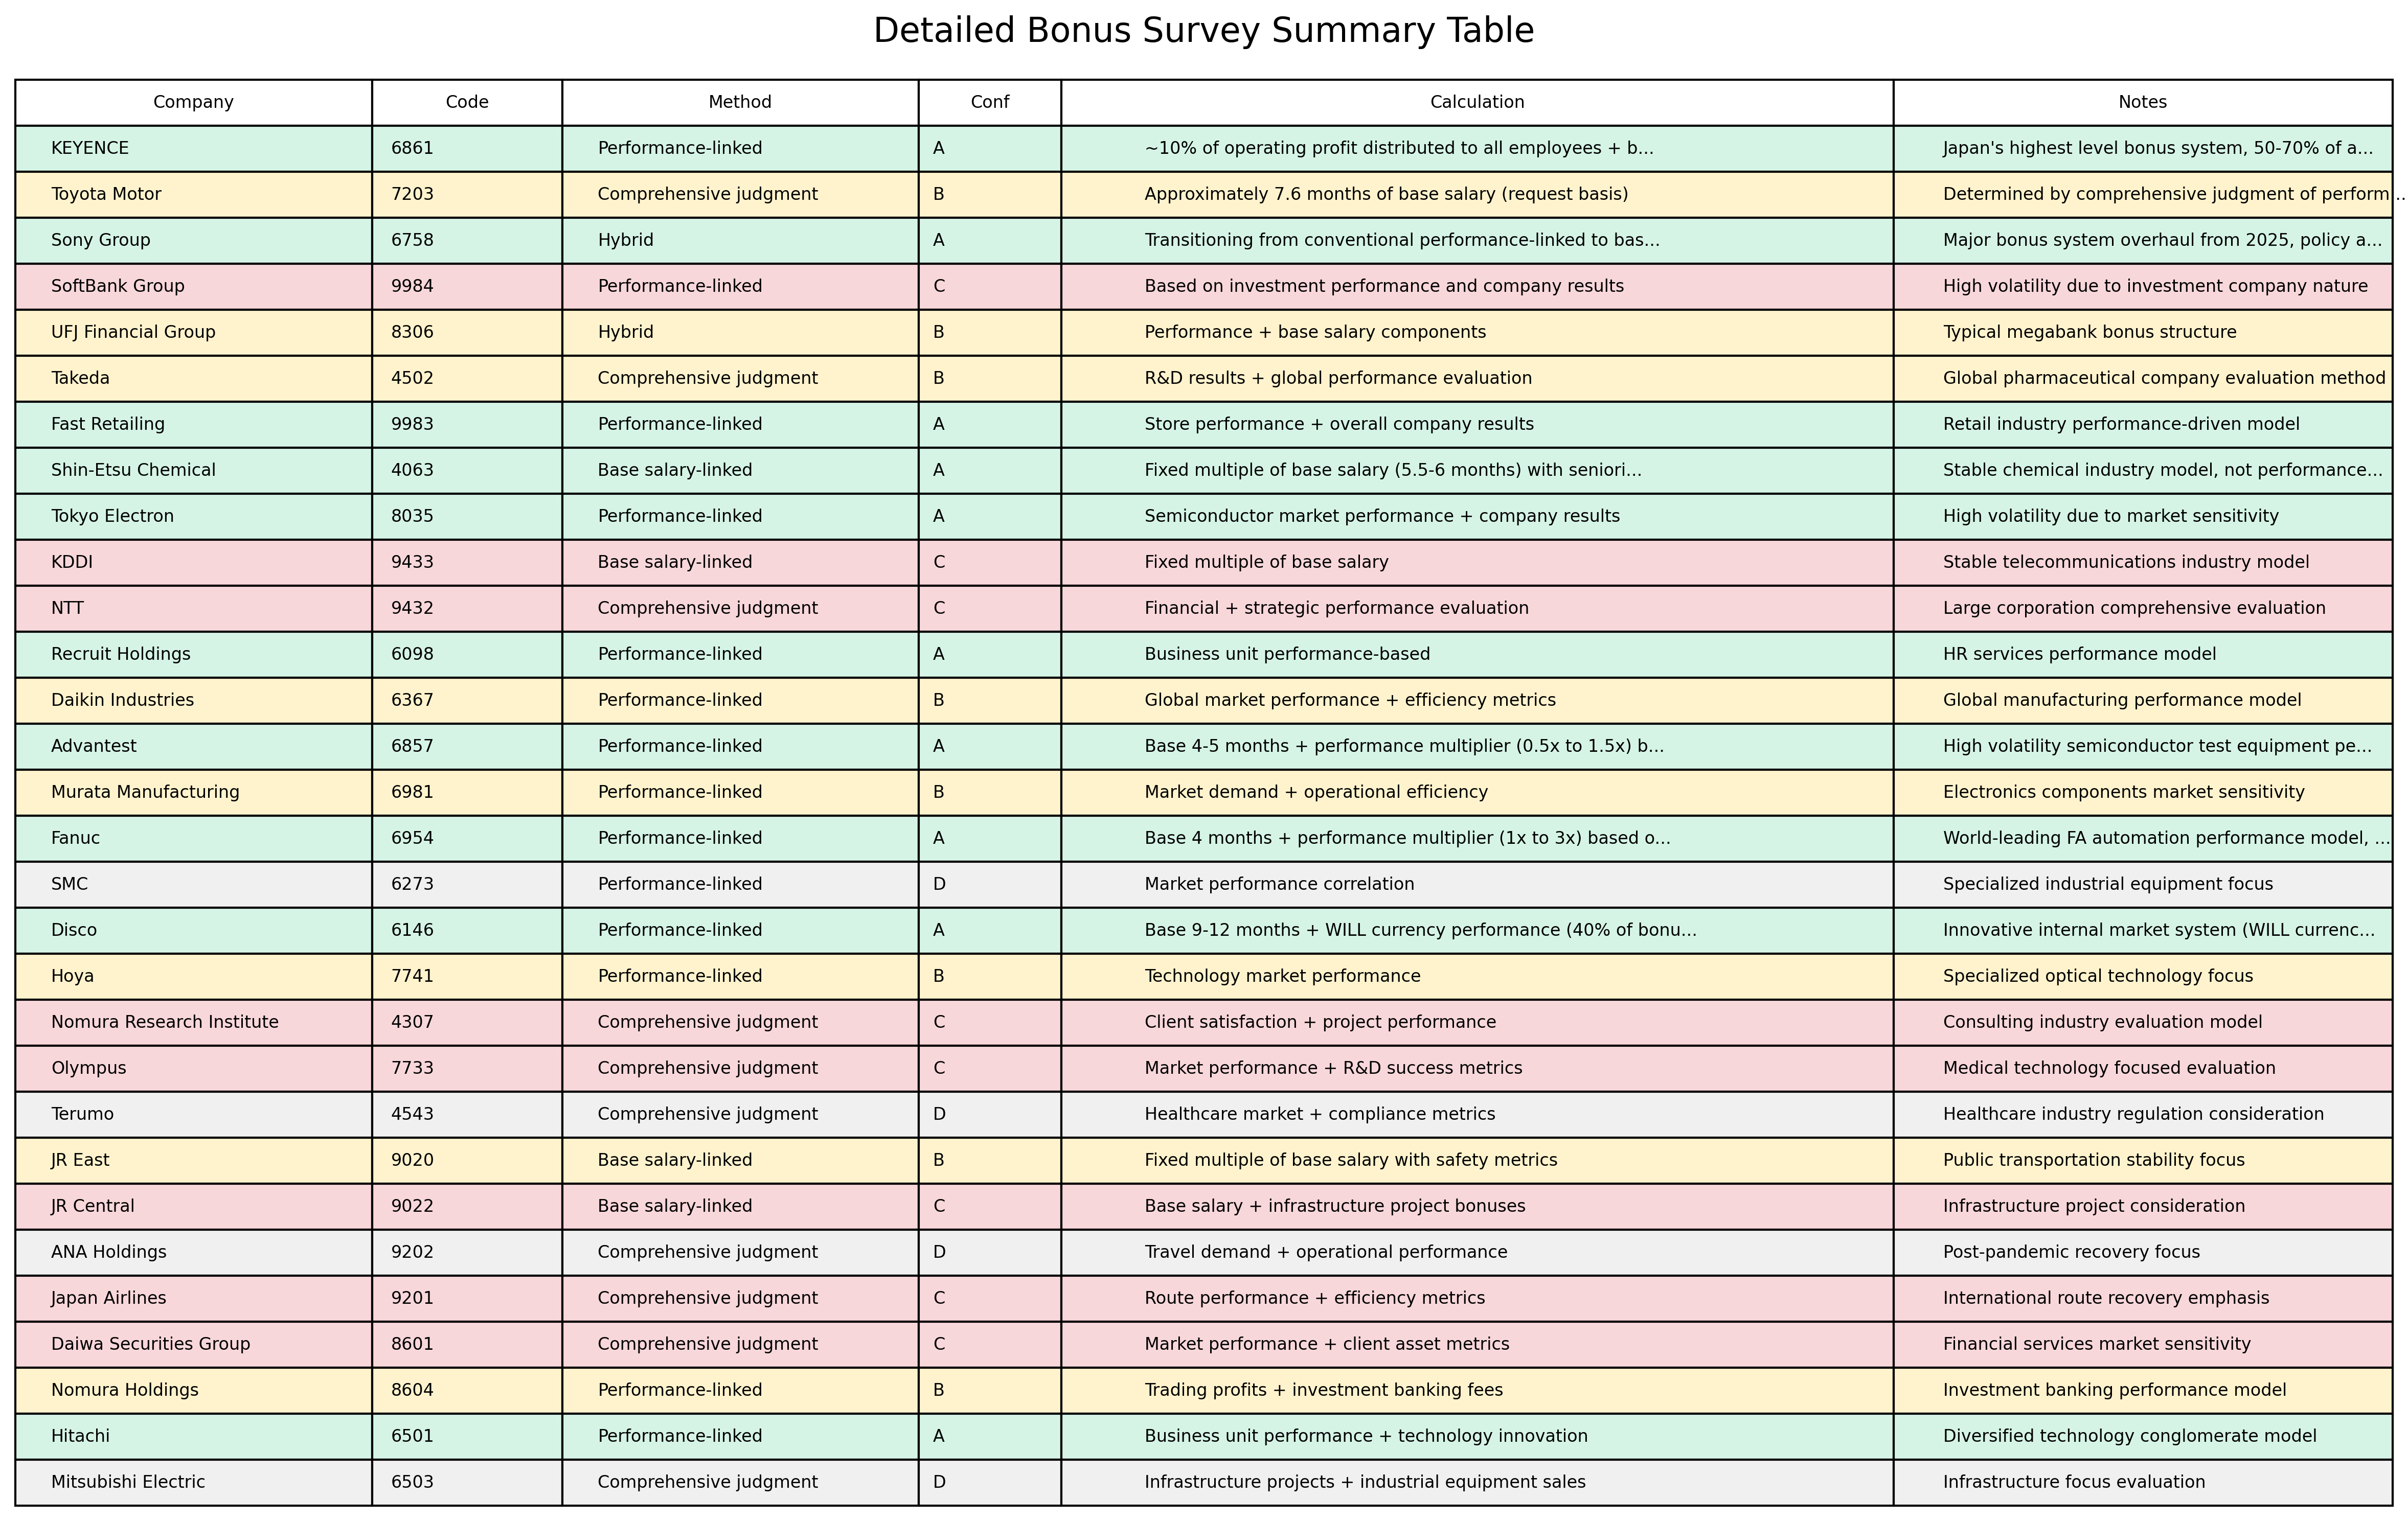 Detailed Bonus Survey Summary Table
Company Code Method Conf Calculation Notes
KEYENCE 6861 Performance-linked A ~10% of operating profit distributed to all employees + b... Japan's highest level bonus system, 50-70% of a...
Toyota Motor 7203 Comprehensive judgment B Approximately 7.6 months of base salary (request basis) Determined by comprehensive judgment of perform...
Sony Group 6758 Hybrid A Transitioning from conventional performance-linked to bas... Major bonus system overhaul from 2025, policy a...
SoftBank Group 9984 Performance-linked C Based on investment performance and company results High volatility due to investment company nature
UFJ Financial Group 8306 Hybrid B Performance + base salary components Typical megabank bonus structure
Takeda 4502 Comprehensive judgment B R&D results + global performance evaluation Global pharmaceutical company evaluation method
Fast Retailing 9983 Performance-linked A Store performance + overall company results Retail industry performance-driven model
Shin-Etsu Chemical 4063 Base salary-linked A Fixed multiple of base salary (5.5-6 months) with seniori... Stable chemical industry model, not performance...
Tokyo Electron 8035 Performance-linked A Semiconductor market performance + company results High volatility due to market sensitivity
KDDI 9433 Base salary-linked C Fixed multiple of base salary Stable telecommunications industry model
NTT 9432 Comprehensive judgment C Financial + strategic performance evaluation Large corporation comprehensive evaluation
Recruit Holdings 6098 Performance-linked A Business unit performance-based HR services performance model
Daikin Industries 6367 Performance-linked B Global market performance + efficiency metrics Global manufacturing performance model
Advantest 6857 Performance-linked A Base 4-5 months + performance multiplier (0.5x to 1.5x) b... High volatility semiconductor test equipment pe...
Murata Manufacturing 6981 Performance-linked B Market demand + operational efficiency Electronics components market sensitivity
Fanuc 6954 Performance-linked A Base 4 months + performance multiplier (1x to 3x) based o... World-leading FA automation performance model, ...
SMC 6273 Performance-linked D Market performance correlation Specialized industrial equipment focus
Disco 6146 Performance-linked A Base 9-12 months + WILL currency performance (40% of bonu... Innovative internal market system (WILL currenc...
Hoya 7741 Performance-linked B Technology market performance Specialized optical technology focus
Nomura Research Institute 4307 Comprehensive judgment C Client satisfaction + project performance Consulting industry evaluation model
Olympus 7733 Comprehensive judgment C Market performance + R&D success metrics Medical technology focused evaluation
Terumo 4543 Comprehensive judgment D Healthcare market + compliance metrics Healthcare industry regulation consideration
JR East 9020 Base salary-linked B Fixed multiple of base salary with safety metrics Public transportation stability focus
JR Central 9022 Base salary-linked C Base salary + infrastructure project bonuses Infrastructure project consideration
ANA Holdings 9202 Comprehensive judgment D Travel demand + operational performance Post-pandemic recovery focus
Japan Airlines 9201 Comprehensive judgment C Route performance + efficiency metrics International route recovery emphasis
Daiwa Securities Group 8601 Comprehensive judgment C Market performance + client asset metrics Financial services market sensitivity
Nomura Holdings 8604 Performance-linked B Trading profits + investment banking fees Investment banking performance model
Hitachi 6501 Performance-linked A Business unit performance + technology innovation Diversified technology conglomerate model
Mitsubishi Electric 6503 Comprehensive judgment D Infrastructure projects + industrial equipment sales Infrastructure focus evaluation